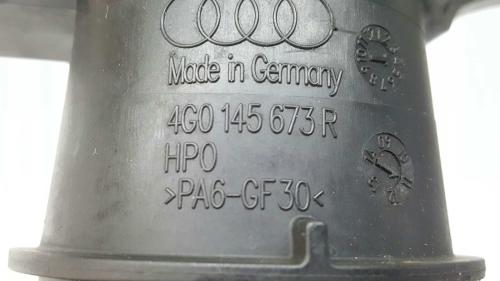 Made in Germany
4G0 145 673 R
HPO
>PA6-GF30<